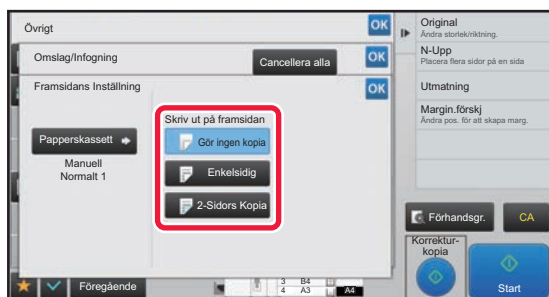 Övrigt
OK
Omslag/Infogning
Cancellera alla
OK
Framsidans Inställning
OK
Skriv ut på framsidan
Papperskassett
Gör ingen kopia
Manuell
Normalt 1
Enkelsidig
2-Sidors Kopia
Föregående
3 B4
4 A3
A4
Original
Ändra storlek/riktning.
N-Upp
Placera flera sidor på en sida
Utmatning
Margin.förskj
Ändra pos. för att skapa marg.
Förhandsgr.
CA
Korrektur-
kopia
Start